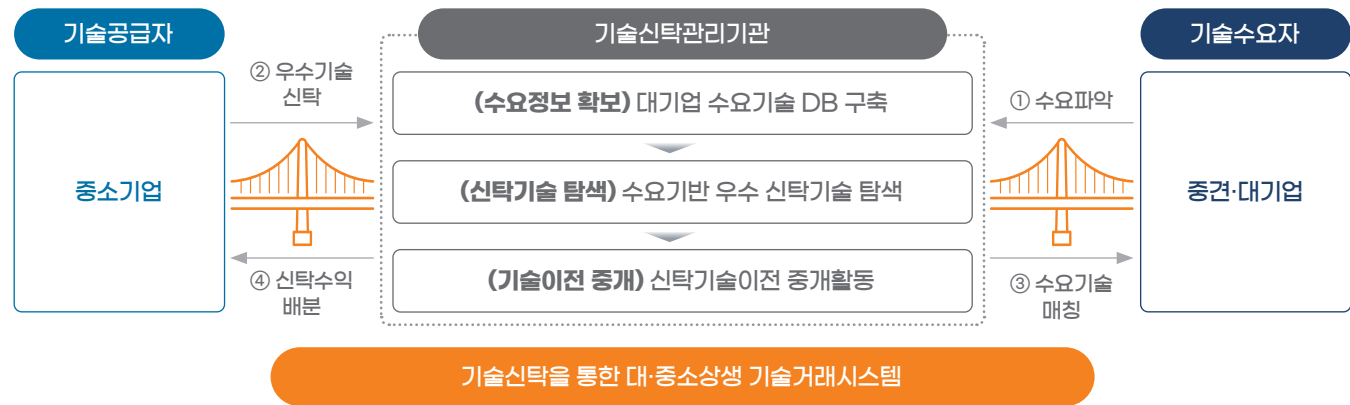 기술공급자
기술신탁관리기관
기술수요자
② 우수기술
신탁
(수요정보 확보) 대기업 수요기술 DB 구축
① 수요파악
중소기업
(신탁기술 탐색) 수요기반 우수 신탁기술 탐색
중견·대기업
④ 신탁수익
배분
(기술이전 중개) 신탁기술이전 중개활동
③ 수요기술
매칭
기술신탁을 통한 대·중소상생 기술거래시스템